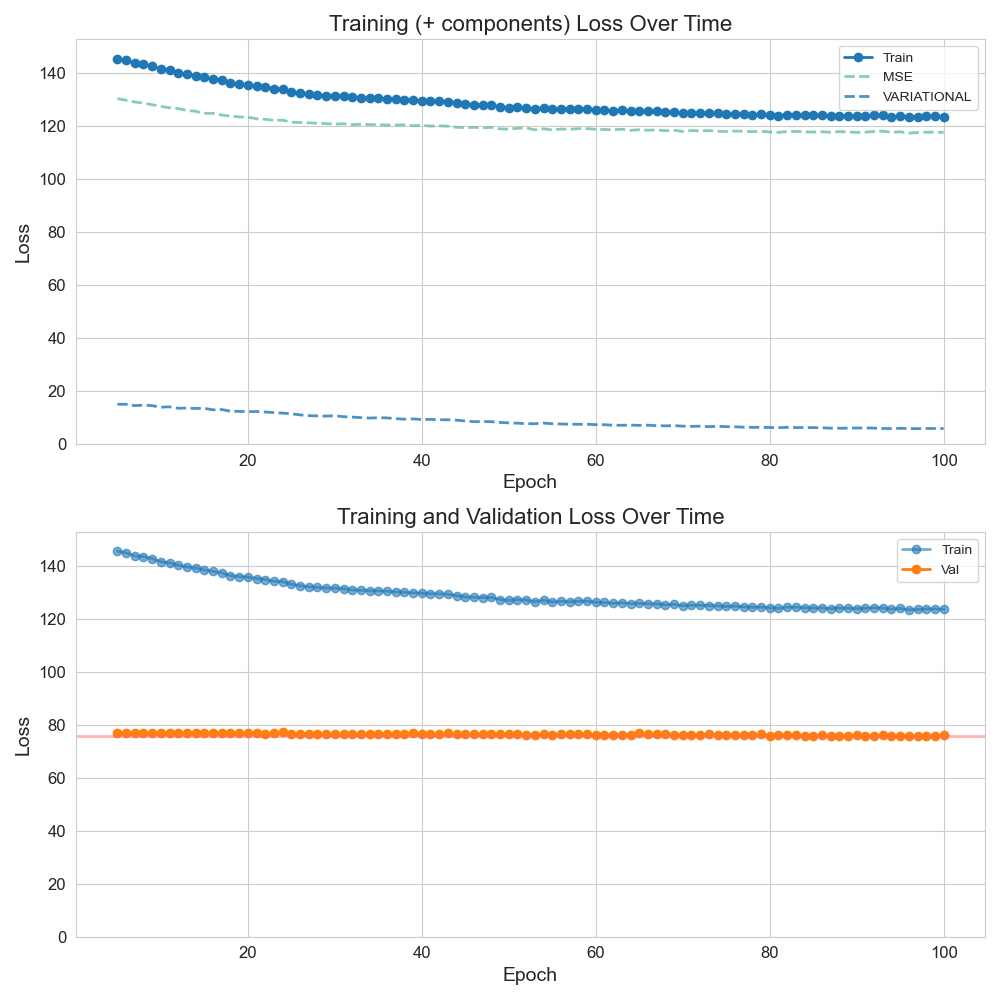 Training (+ components) Loss Over Time
Train
MSE
VARIATIONAL
Loss
140
120
100
80
60
40
20
0
20 40 60 80 100
Epoch
Training and Validation Loss Over Time
Train
Val
Loss
140
120
100
80
60
40
20
0
20 40 60 80 100
Epoch